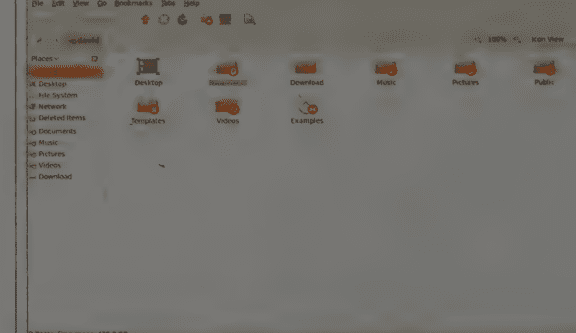 File Edit View Go Bookmarks Tabs Help
david 100% Icon View
Places
Desktop
File System
Network
Deleted Items
Documents
Music
Pictures
Videos
Download
Desktop Download Music Pictures Public
Templates Videos Examples